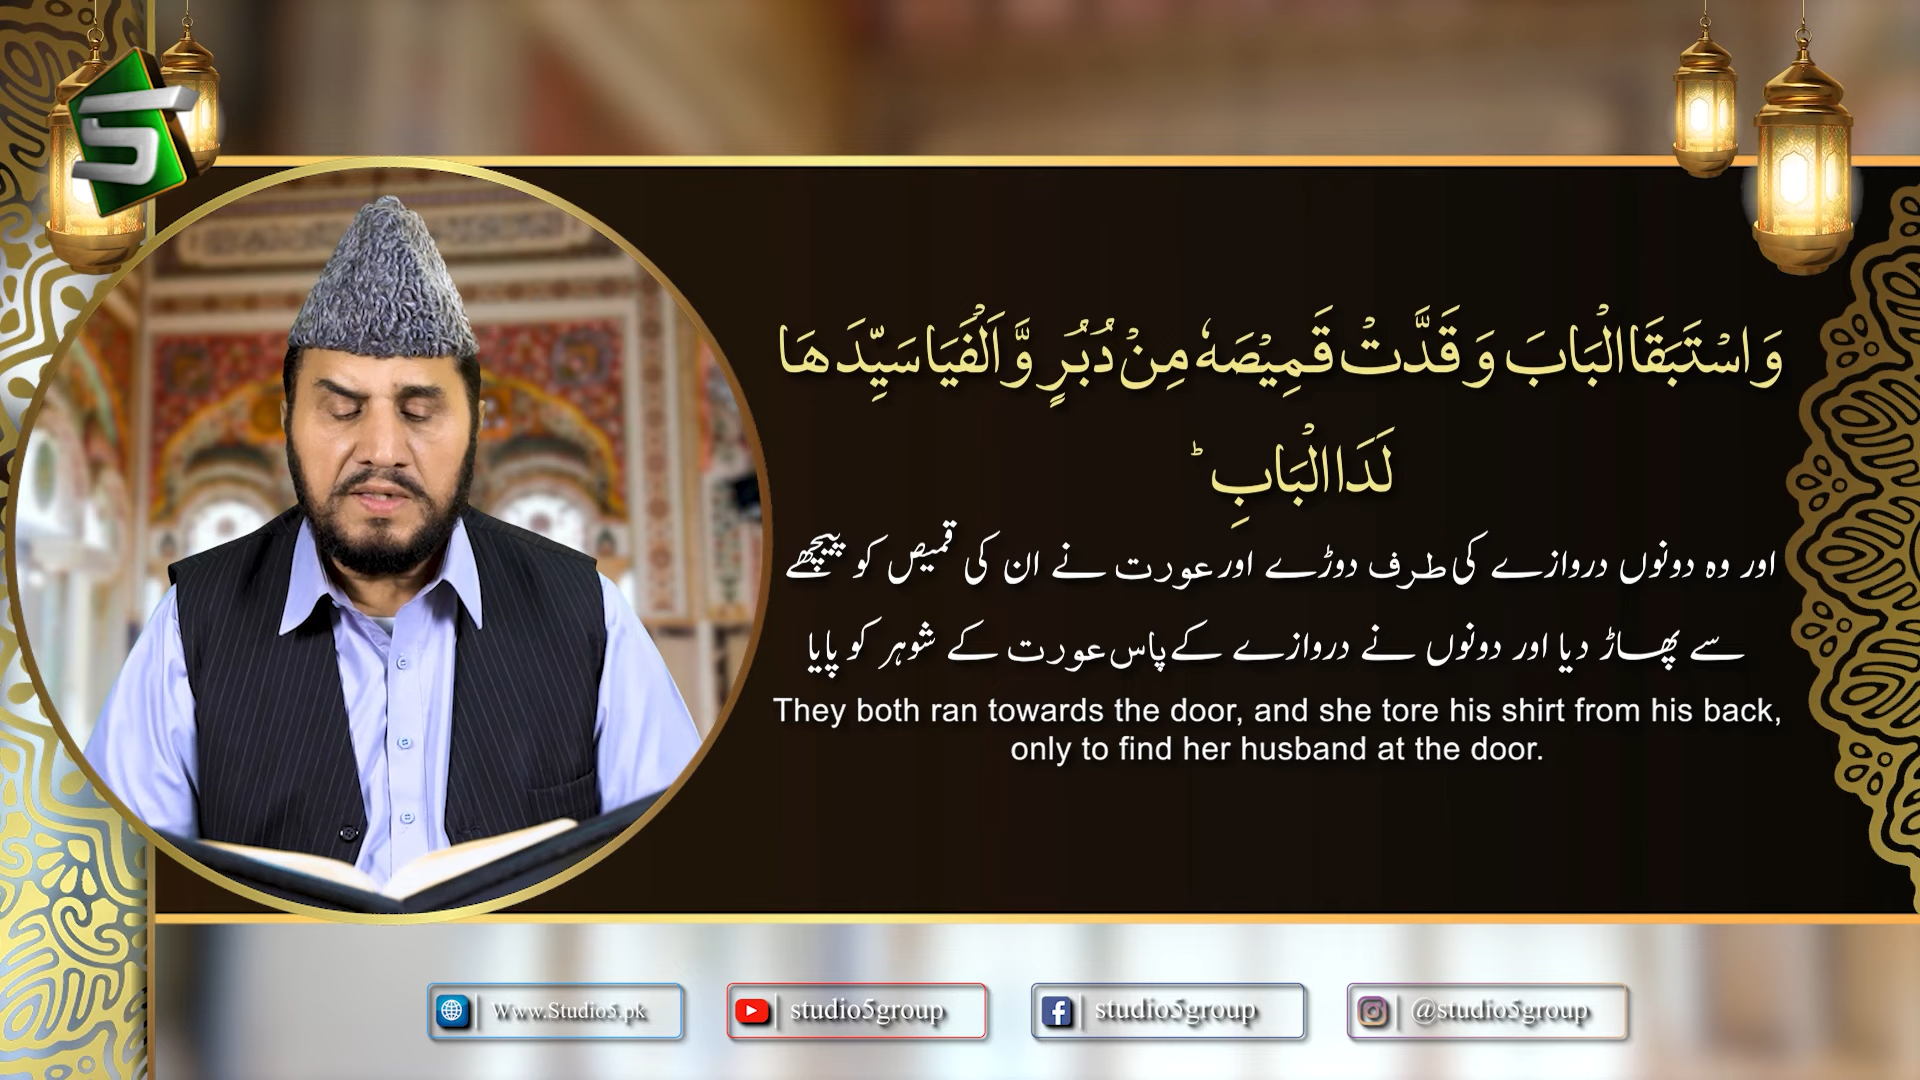 وَ اسْتَبَقَا الْبَابَ وَ قَدَّتْ قَمِیْصَهٗ مِنْ دُبُرٍ وَّ اَلْفَیَا سَیِّدَهَا
لَدَا الْبَابِؕ
اور وہ دونوں دروازے کی طرف دوڑے اور عورت نے ان کی قمیص کو پیچھے
سے پھاڑ دیا اور دونوں نے دروازے کے پاس عورت کے شوہر کو پایا
They both ran towards the door, and she tore his shirt from his back,
only to find her husband at the door.
Www.Studio5.pk
studio5group
studio5group
@studio5group